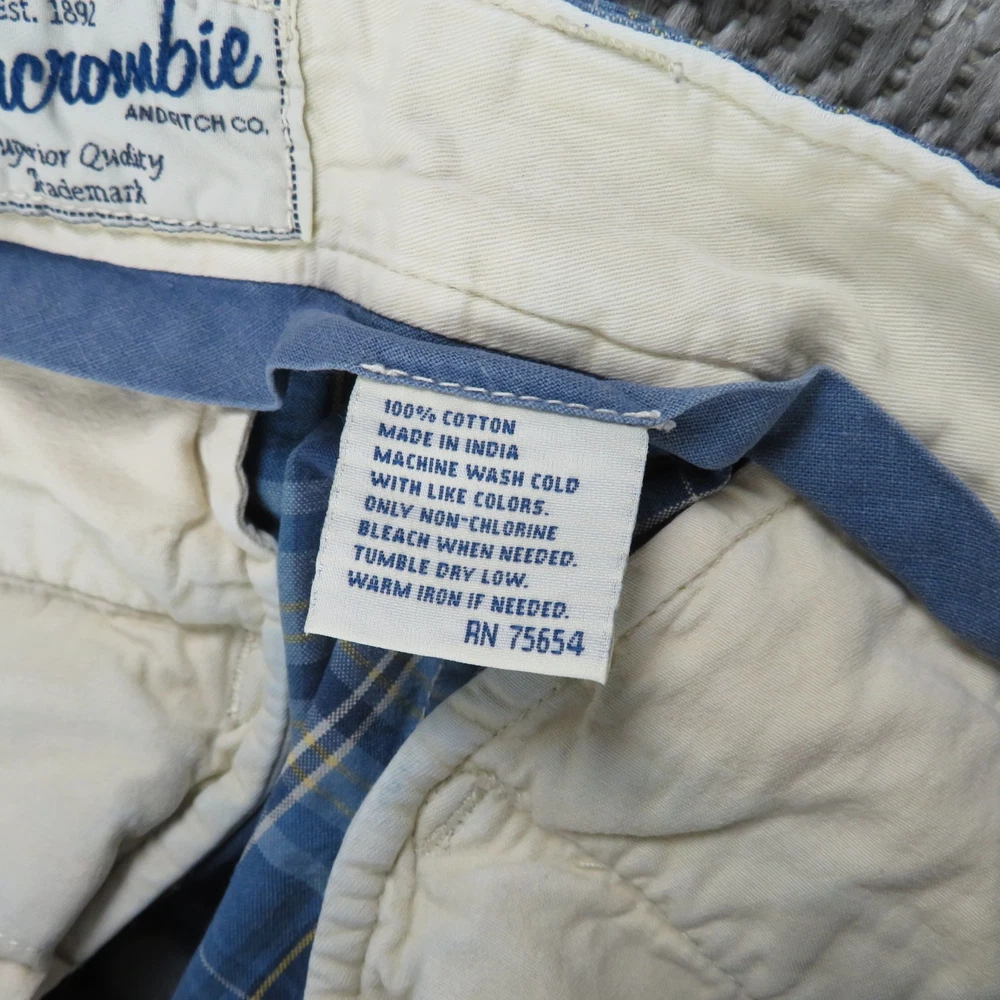 Est. 1892
crombie
AND FITCH CO.
Superior Quality
Trademark
100% COTTON
MADE IN INDIA
MACHINE WASH COLD
WITH LIKE COLORS.
ONLY NON-CHLORINE
BLEACH WHEN NEEDED.
TUMBLE DRY LOW.
WARM IRON IF NEEDED.
RN 75654